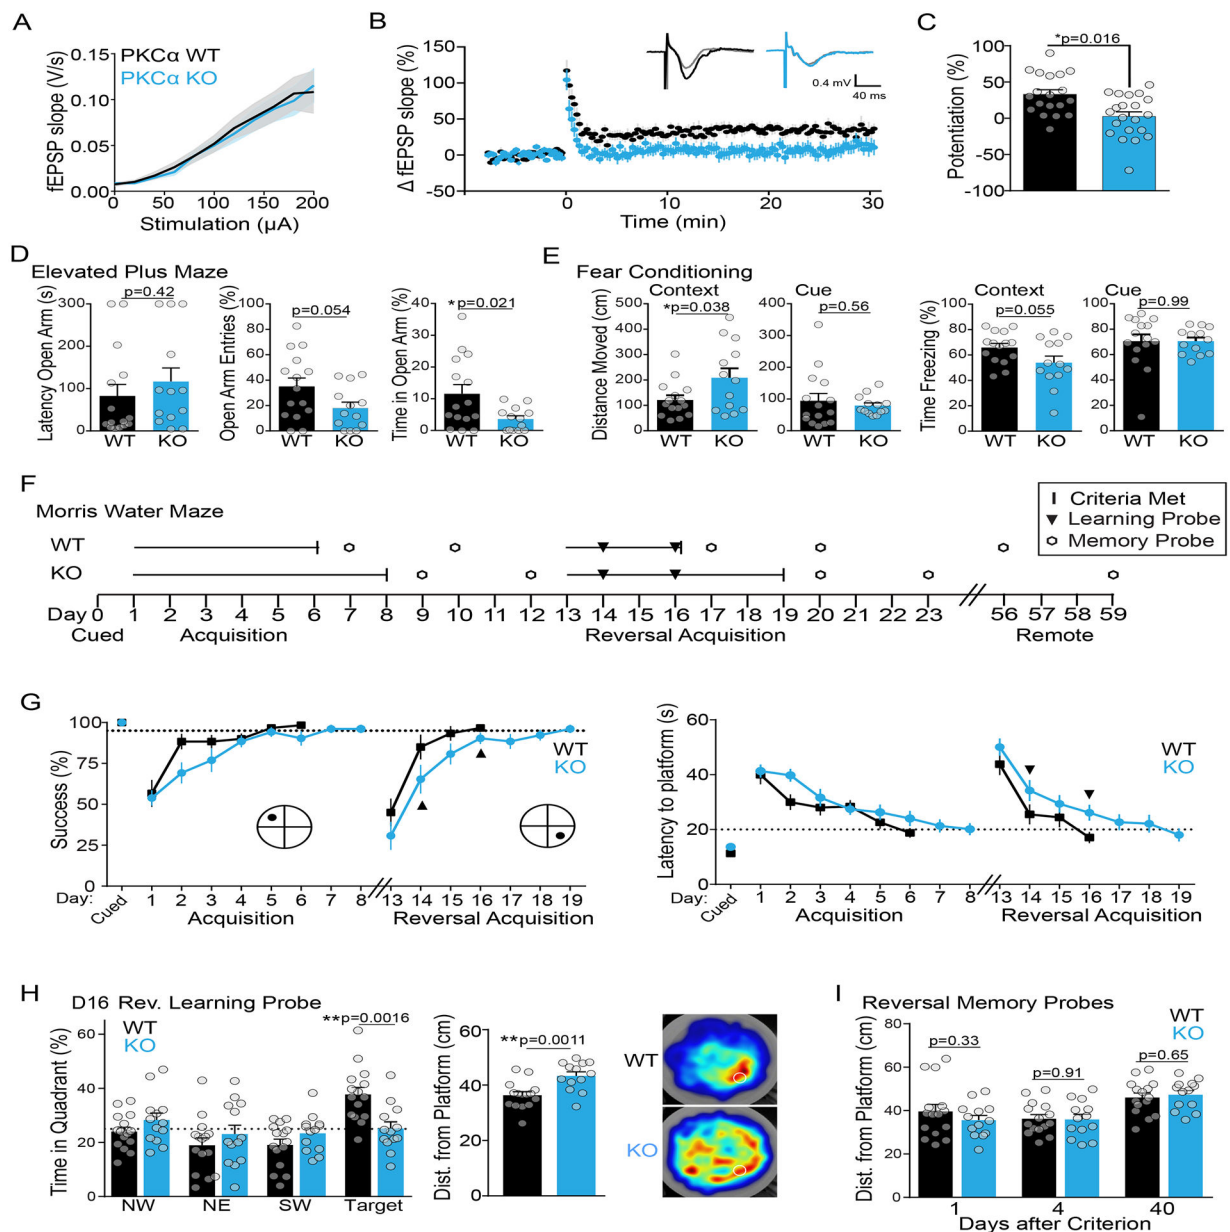 A
PKCα WT
PKCα KO
fEPSP slope (V/s)
0.15
0.10
0.05
0.00
0 50 100 150 200
Stimulation (µA)
B
Δ fEPSP slope (%)
150
100
50
0
-50
0 10 20 30
Time (min)
0.4 mV
40 ms
C
*p=0.016
Potentiation (%)
100
50
0
-50
-100
D
Elevated Plus Maze
Latency Open Arm (s)
p=0.42
300
200
100
0
WT KO
Open Arm Entries (%)
p=0.054
100
80
60
40
20
0
WT KO
Time in Open Arm (%)
*p=0.021
40
30
20
10
0
WT KO
E
Fear Conditioning
Context
Distance Moved (cm)
*p=0.038
500
400
300
200
100
0
WT KO
Cue
p=0.56
400
300
200
100
0
WT KO
Context
Time Freezing (%)
p=0.055
100
80
60
40
20
0
WT KO
Cue
p=0.99
100
80
60
40
20
0
WT KO
F
Morris Water Maze
Criteria Met
Learning Probe
Memory Probe
WT
KO
Day 0 1 2 3 4 5 6 7 8 9 10 11 12 13 14 15 16 17 18 19 20 21 22 23 56 57 58 59
Cued Acquisition Reversal Acquisition Remote
G
Success (%)
100
75
50
25
0
WT
KO
Day: Cued 1 2 3 4 5 6 7 8 13 14 15 16 17 18 19
Acquisition Reversal Acquisition
Latency to platform (s)
60
40
20
0
WT
KO
Day: Cued 1 2 3 4 5 6 7 8 13 14 15 16 17 18 19
Acquisition Reversal Acquisition
H
D16 Rev. Learning Probe
WT
KO
**p=0.0016
Time in Quadrant (%)
60
40
20
0
NW NE SW Target
Dist. from Platform (cm)
**p=0.0011
60
40
20
0
WT
KO
I
Reversal Memory Probes
WT
KO
Dist. from Platform (cm)
80
60
40
20
0
p=0.33
p=0.91
p=0.65
1 4 40
Days after Criterion